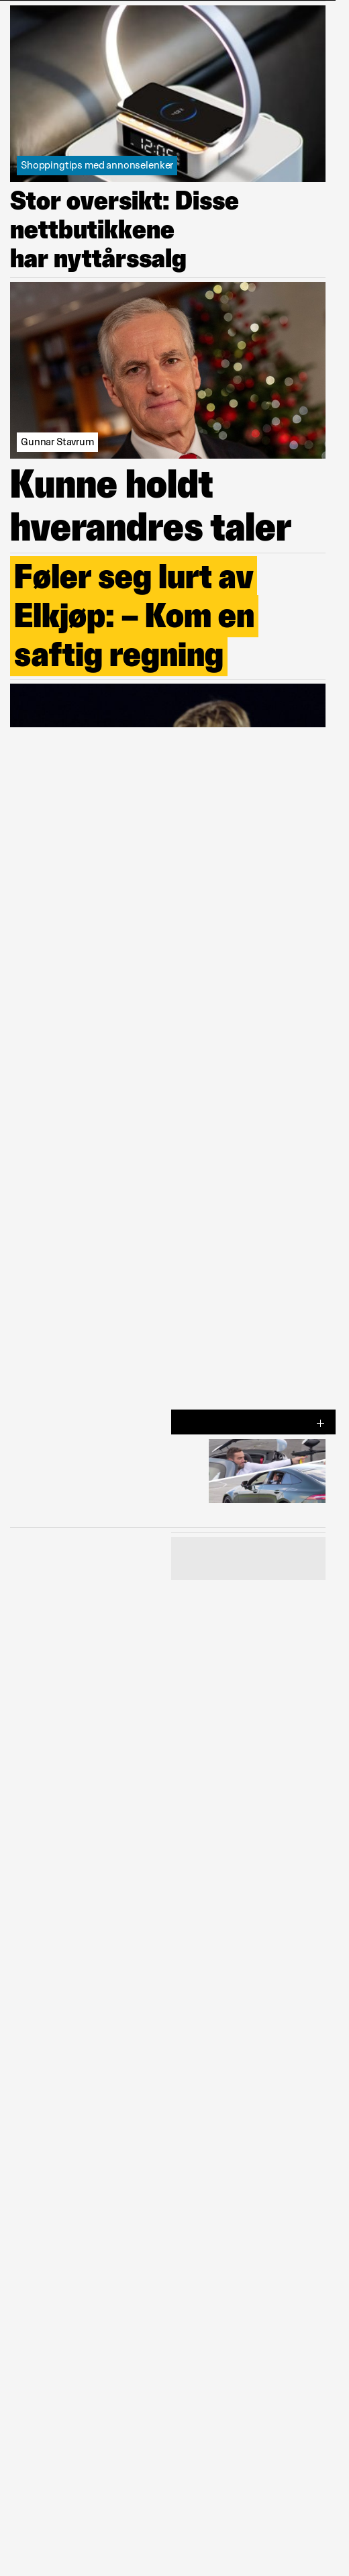 Shoppingtips med annonselenker
Stor oversikt: Disse
nettbutikkene
har nyttårssalg
Gunnar Stavrum
Kunne holdt
hverandres taler
Føler seg lurt av
Elkjøp: – Kom en
saftig regning